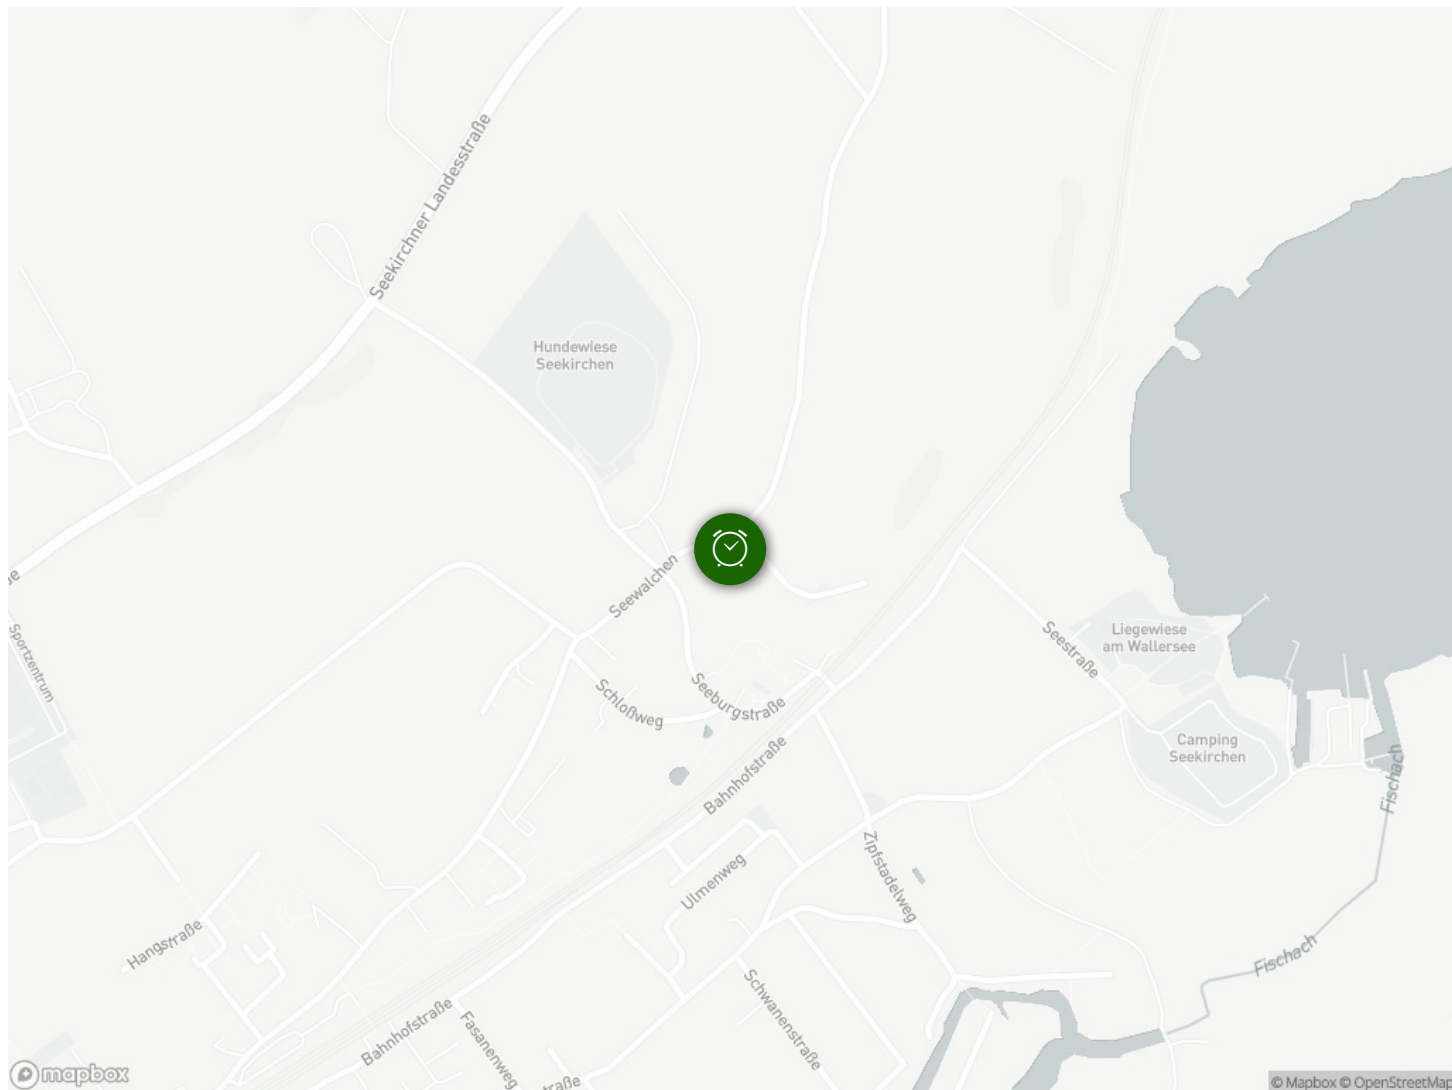 Seekirchner Landesstraße
Hundewiese
Seekirchen
Seewalchen
Sportzentrum
Schloßweg
Seeburgstraße
Seestraße
Liegewiese
am Wallersee
Camping
Seekirchen
Fischach
Bahnhofstraße
Zipfstadelweg
Ulmenweg
Hangstraße
Fischach
Schwanenstraße
Bahnhofstraße
Fasanenweg
mapbox
© Mapbox © OpenStreetMap